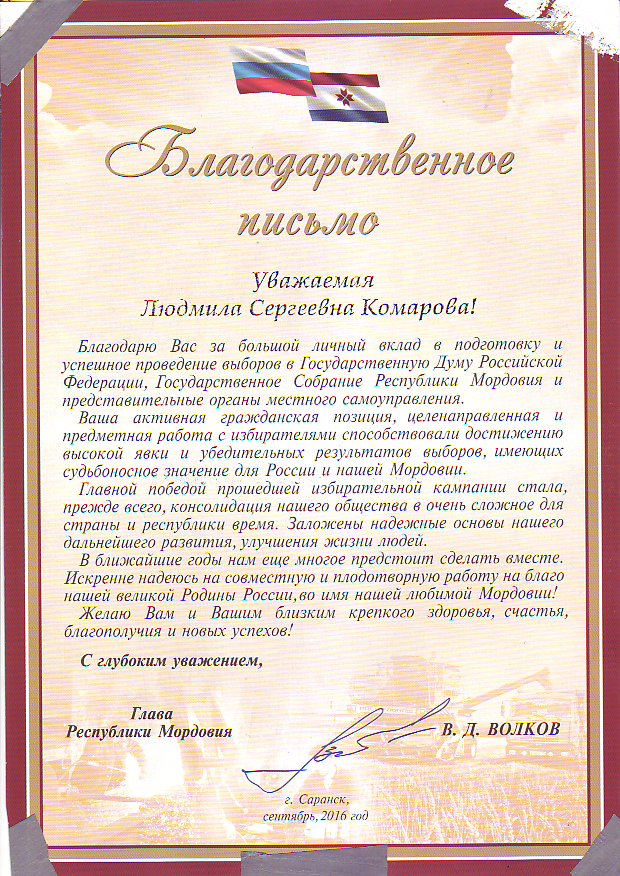 Благодарственное
письмо
Уважаемая
Людмила Сергеевна Комарова!
Благодарю Вас за большой личный вклад в подготовку и
успешное проведение выборов в Государственную Думу Российской
Федерации, Государственное Собрание Республики Мордовия и
представительные органы местного самоуправления.
Ваша активная гражданская позиция, целенаправленная и
предметная работа с избирателями способствовали достижению
высокой явки и убедительных результатов выборов, имеющих
судьбоносное значение для России и нашей Мордовии.
Главной победой прошедшей избирательной кампании стала,
прежде всего, консолидация нашего общества в очень сложное для
страны и республики время. Заложены надежные основы нашего
дальнейшего развития, улучшения жизни людей.
В ближайшие годы нам еще многое предстоит сделать вместе.
Искренне надеюсь на совместную и плодотворную работу на благо
нашей великой Родины России, во имя нашей любимой Мордовии!
Желаю Вам и Вашим близким крепкого здоровья, счастья,
благополучия и новых успехов!
С глубоким уважением,
Глава
Республики Мордовия
В. Д. ВОЛКОВ
г. Саранск,
сентябрь, 2016 год